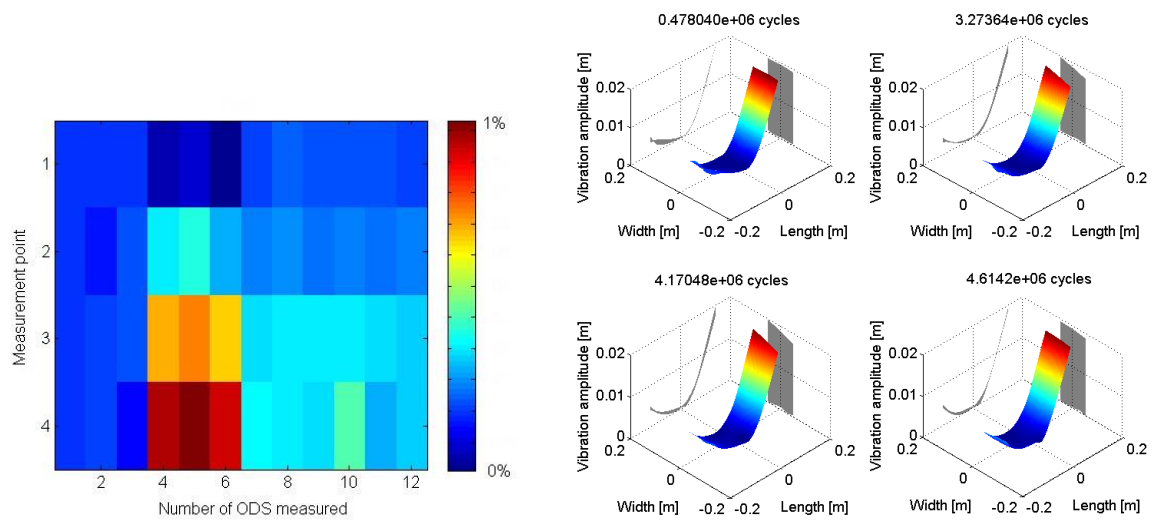 1%
0%
1
2
3
4
2 4 6 8 10 12
Measurement point
Number of ODS measured
0.478040e+06 cycles
Vibration amplitude [m]
0.02
0.01
0
0.2
0
-0.2
Width [m]
-0.2
0
0.2
Length [m]
3.27364e+06 cycles
Vibration amplitude [m]
0.02
0.01
0
0.2
0
-0.2
Width [m]
-0.2
0
0.2
Length [m]
4.17048e+06 cycles
Vibration amplitude [m]
0.02
0.01
0
0.2
0
-0.2
Width [m]
-0.2
0
0.2
Length [m]
4.6142e+06 cycles
Vibration amplitude [m]
0.02
0.01
0
0.2
0
-0.2
Width [m]
-0.2
0
0.2
Length [m]